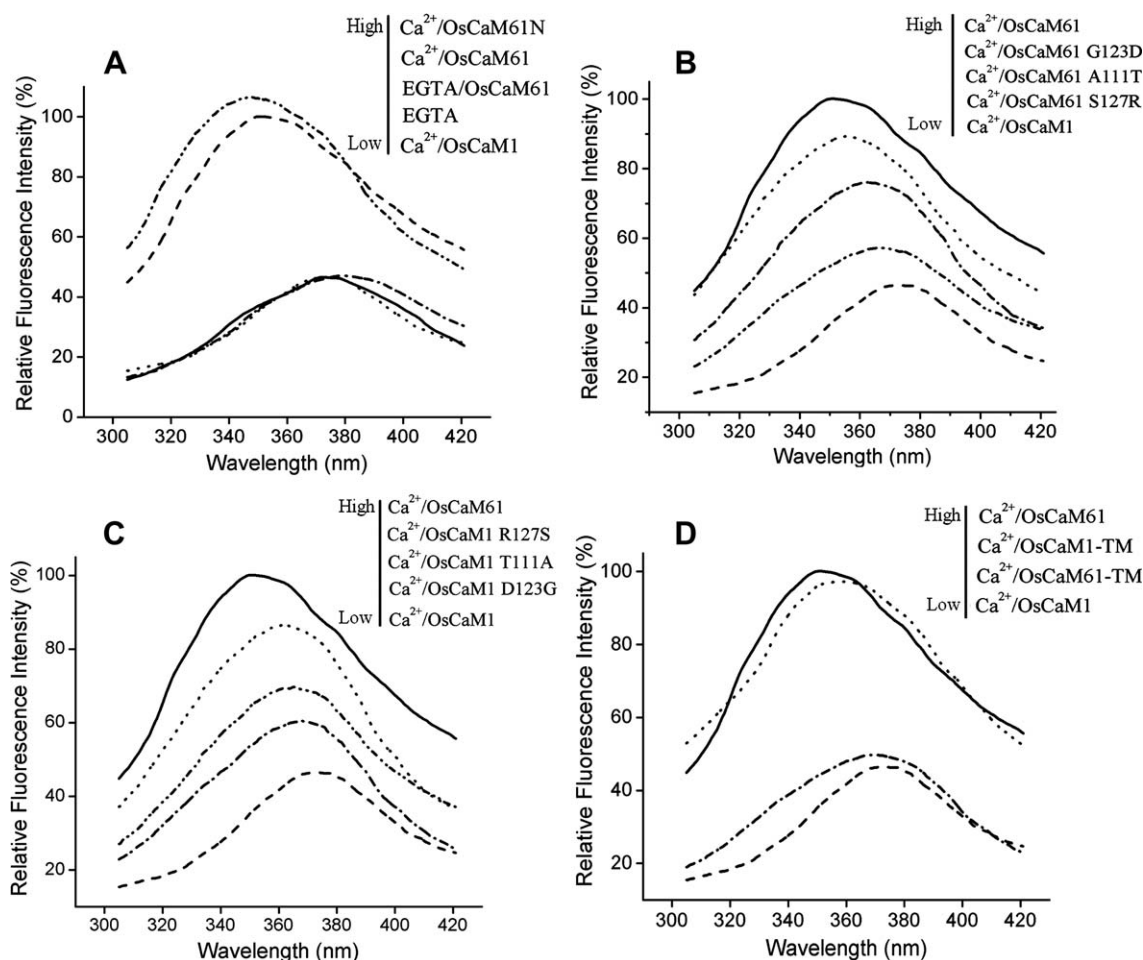 A
High
Ca²⁺/OsCaM61N
Ca²⁺/OsCaM61
EGTA/OsCaM61
EGTA
Low
Ca²⁺/OsCaM1
Relative Fluorescence Intensity (%)
100
80
60
40
20
0
300 320 340 360 380 400 420
Wavelength (nm)
B
High
Ca²⁺/OsCaM61
Ca²⁺/OsCaM61 G123D
Ca²⁺/OsCaM61 A111T
Ca²⁺/OsCaM61 S127R
Low
Ca²⁺/OsCaM1
Relative Fluorescence Intensity (%)
100
80
60
40
20
300 320 340 360 380 400 420
Wavelength (nm)
C
High
Ca²⁺/OsCaM61
Ca²⁺/OsCaM1 R127S
Ca²⁺/OsCaM1 T111A
Ca²⁺/OsCaM1 D123G
Low
Ca²⁺/OsCaM1
Relative Fluorescence Intensity (%)
100
80
60
40
20
300 320 340 360 380 400 420
Wavelength (nm)
D
High
Ca²⁺/OsCaM61
Ca²⁺/OsCaM1-TM
Ca²⁺/OsCaM61-TM
Low
Ca²⁺/OsCaM1
Relative Fluorescence Intensity (%)
100
80
60
40
20
300 320 340 360 380 400 420
Wavelength (nm)